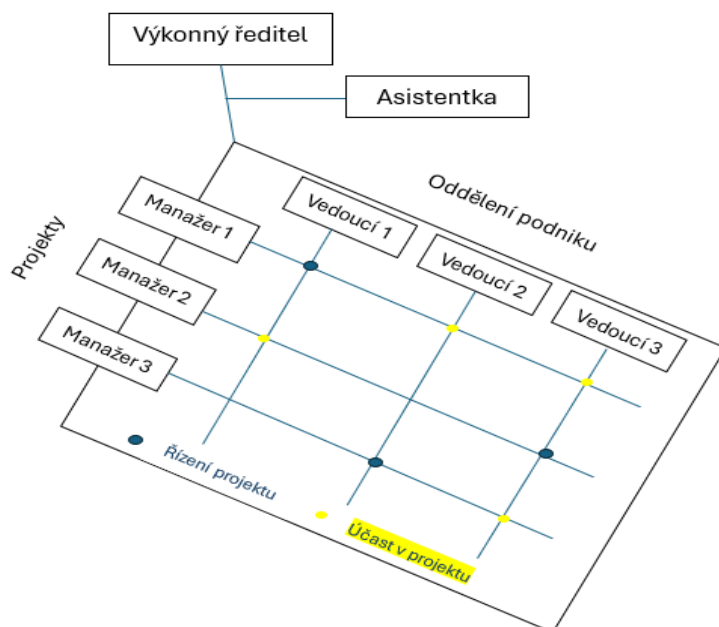 Výkonný ředitel
Asistentka
Oddělení podniku
Projekty
Manažer 1
Vedoucí 1
Manažer 2
Vedoucí 2
Manažer 3
Vedoucí 3
Řízení projektu
Účast v projektu